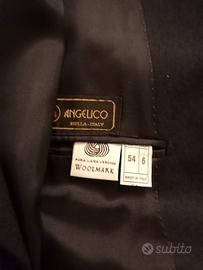 ANGELICO
BIELLA - ITALY
PURA LANA VERGINE
WOOLMARK
54 6
MADE IN ITALY
subito